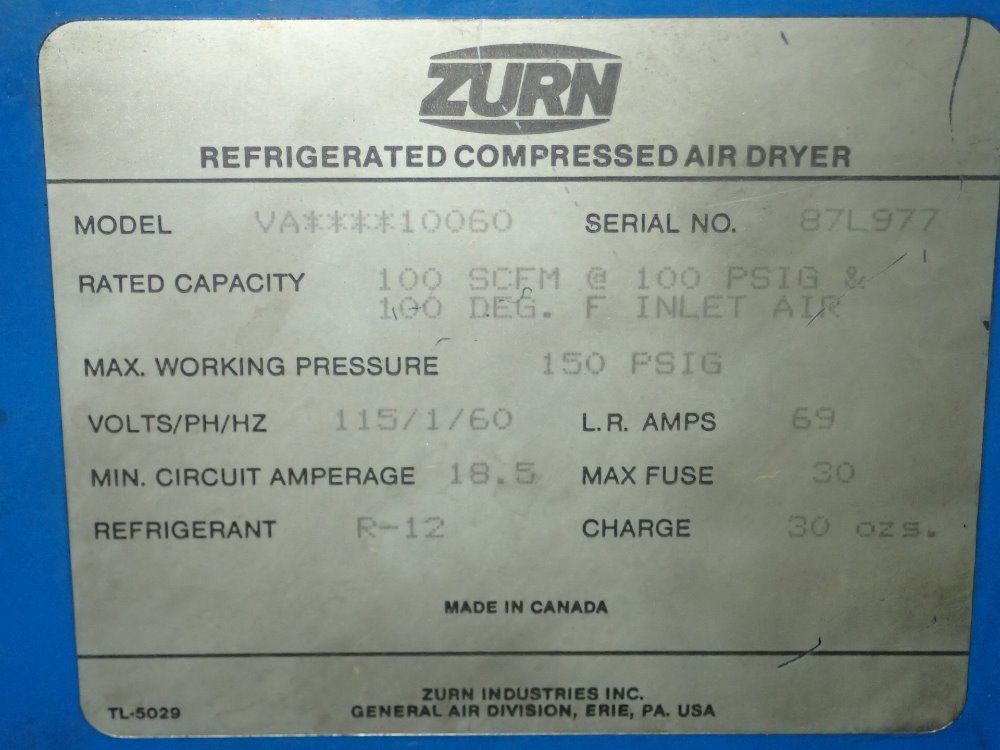 ZURN
REFRIGERATED COMPRESSED AIR DRYER
MODEL VA****10060 SERIAL NO. 87L977
RATED CAPACITY 100 SCFM @ 100 PSIG &
100 DEG. F INLET AIR
MAX. WORKING PRESSURE 150 PSIG
VOLTS/PH/HZ 115/1/60 L.R. AMPS 69
MIN. CIRCUIT AMPERAGE 18.5 MAX FUSE 30
REFRIGERANT R-12 CHARGE 30 ozs.
MADE IN CANADA
ZURN INDUSTRIES INC.
TL-5029 GENERAL AIR DIVISION, ERIE, PA. USA